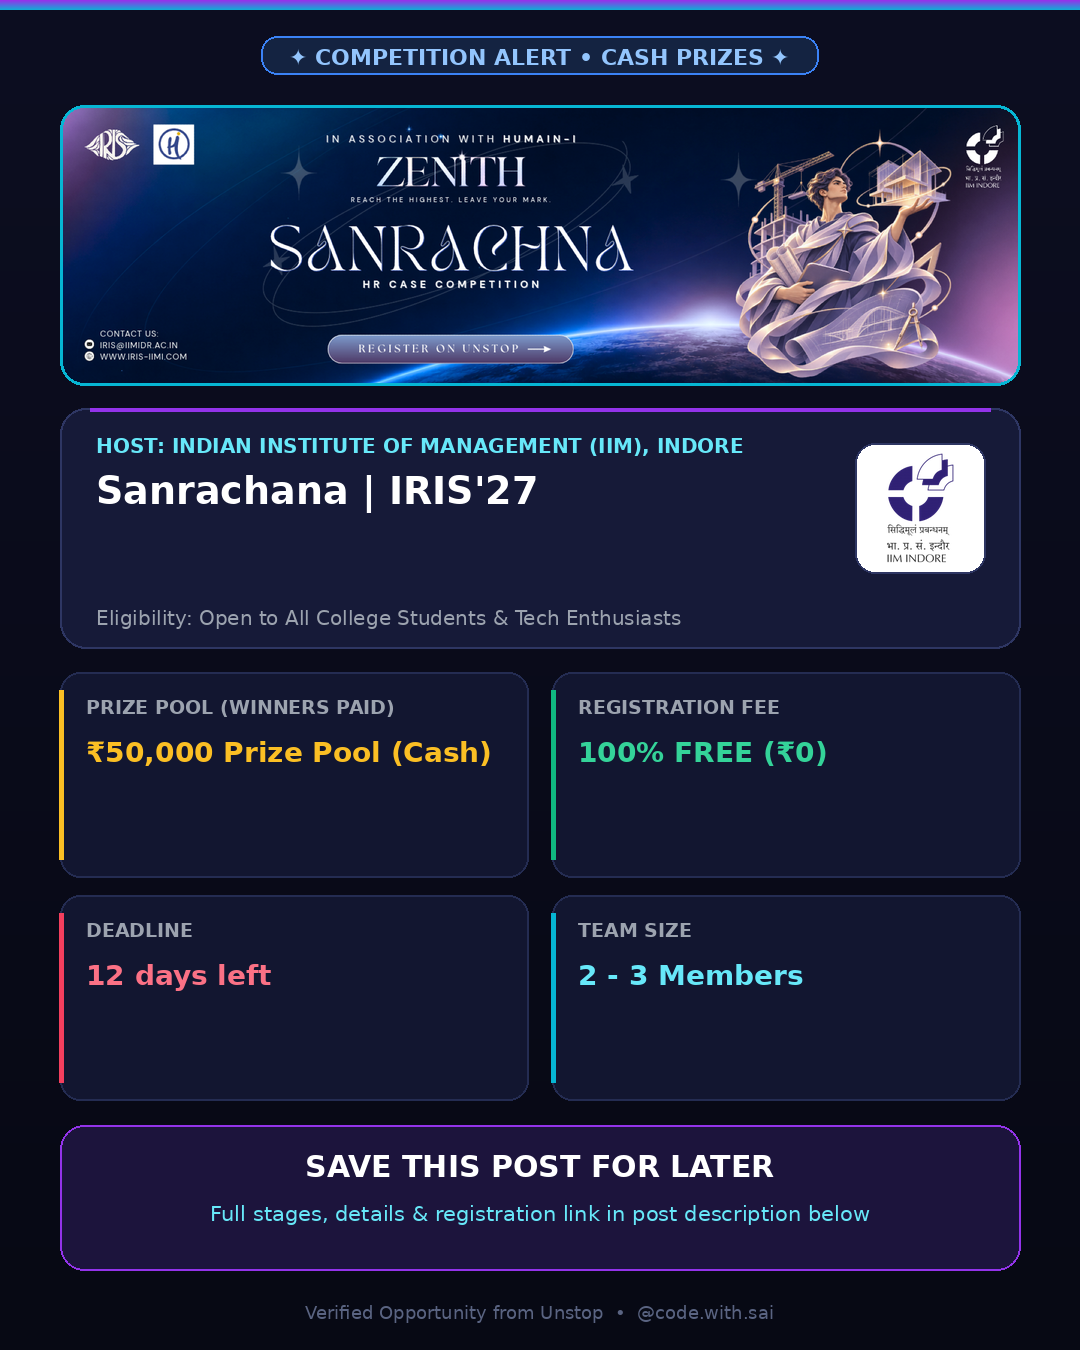 ✦ COMPETITION ALERT • CASH PRIZES ✦
IRIS
H
IN ASSOCIATION WITH HUMAIN-I
ZENITH
REACH THE HIGHEST. LEAVE YOUR MARK.
SANRACHNA
HR CASE COMPETITION
REGISTER ON UNSTOP
CONTACT US:
IRIS@IIMIDR.AC.IN
WWW.IRIS-IIMI.COM
भा. प्र. सं. इन्दौर
IIM INDORE
HOST: INDIAN INSTITUTE OF MANAGEMENT (IIM), INDORE
Sanrachana | IRIS'27
सिद्धिमूलं प्रबन्धनम्
भा. प्र. सं. इन्दौर
IIM INDORE
Eligibility: Open to All College Students & Tech Enthusiasts
PRIZE POOL (WINNERS PAID)
₹50,000 Prize Pool (Cash)
REGISTRATION FEE
100% FREE (₹0)
DEADLINE
12 days left
TEAM SIZE
2 - 3 Members
SAVE THIS POST FOR LATER
Full stages, details & registration link in post description below
Verified Opportunity from Unstop • @code.with.sai